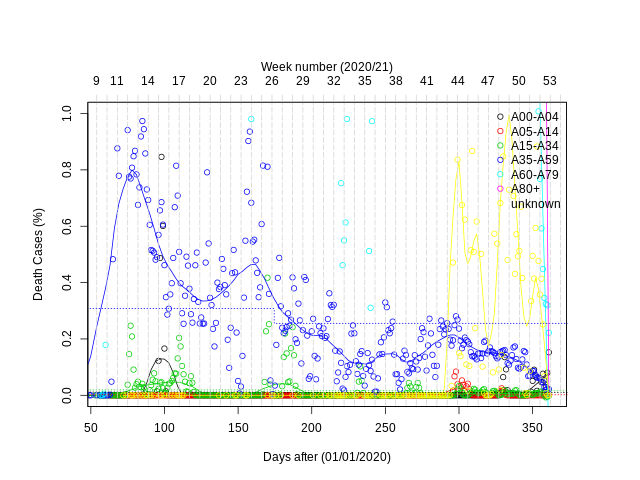 Week number (2020/21)
9 11 14 17 20 23 26 29 32 35 38 41 44 47 50 53
Death Cases (%)
1.0
0.8
0.6
0.4
0.2
0.0
A00-A04
A05-A14
A15-A34
A35-A59
A60-A79
A80+
unknown
50 100 150 200 250 300 350
Days after (01/01/2020)